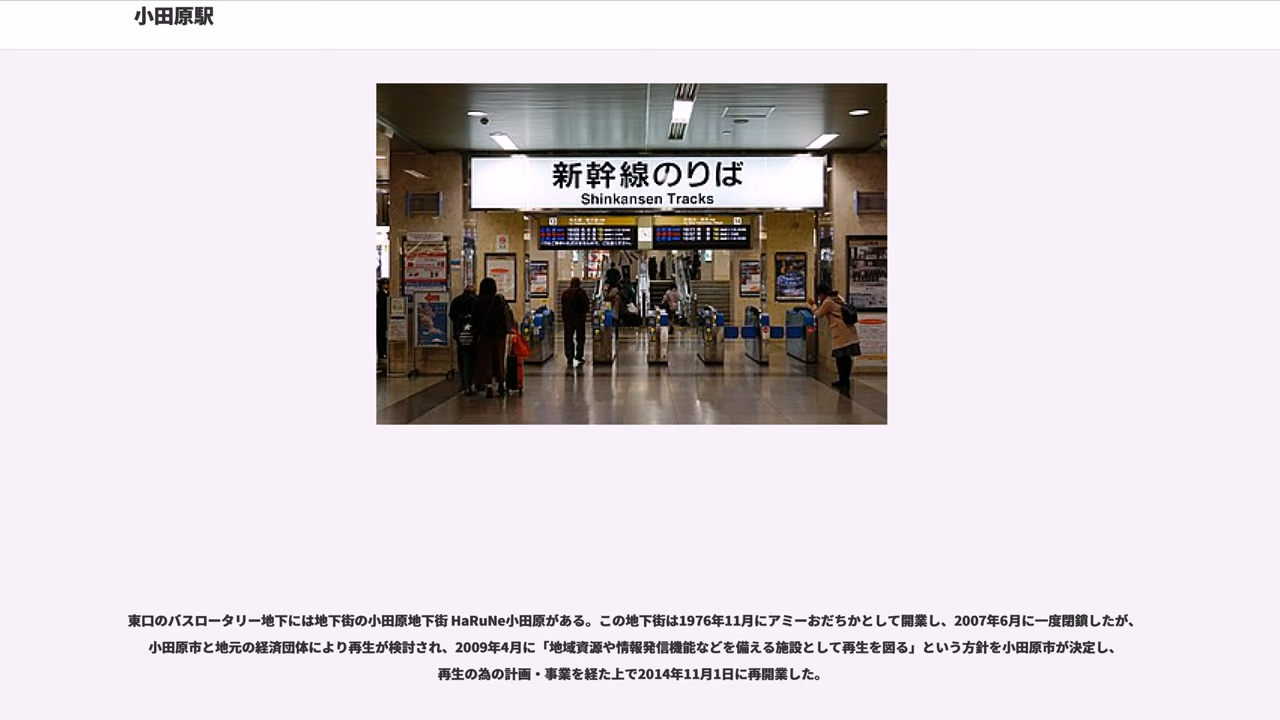 小田原駅
新幹線のりば
Shinkansen Tracks
13
14
東口のバスロータリー地下には地下街の小田原地下街 HaRuNe小田原がある。この地下街は1976年11月にアミーおだちかとして開業し、2007年6月に一度閉鎖したが、
小田原市と地元の経済団体により再生が検討され、2009年4月に「地域資源や情報発信機能などを備える施設として再生を図る」という方針を小田原市が決定し、
再生の為の計画・事業を経た上で2014年11月1日に再開業した。